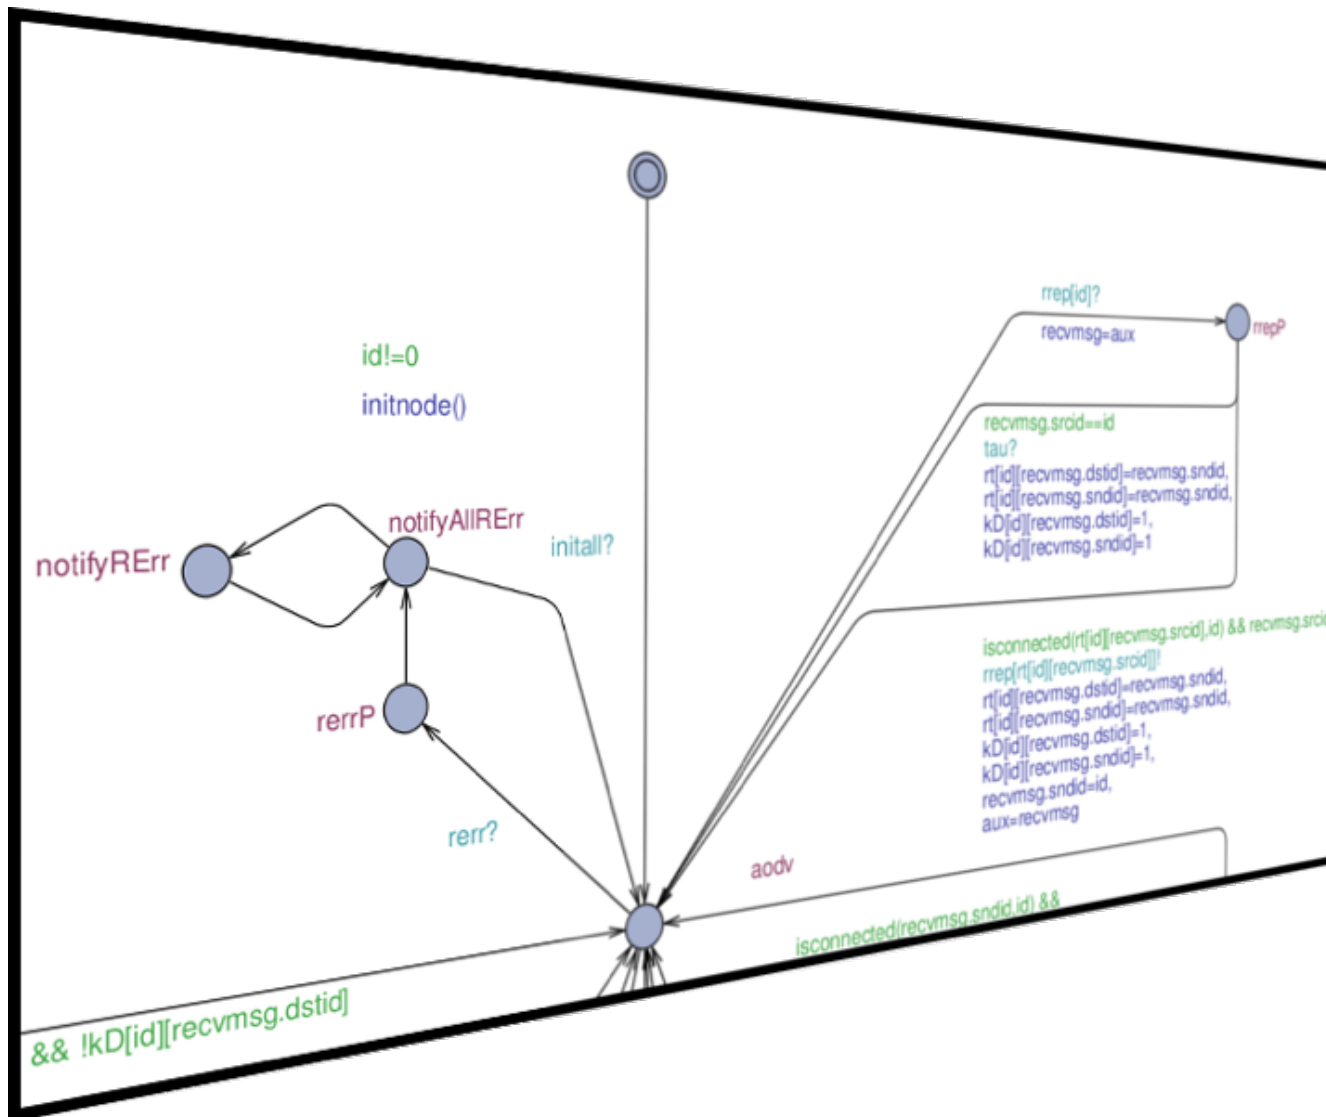 rrep[id]?
recvmsg=aux
rrepP
id!=0
initnode()
recvmsg.srcid==id
tau?
rt[id][recvmsg.dstid]=recvmsg.sndid,
rt[id][recvmsg.sndid]=recvmsg.sndid,
kD[id][recvmsg.dstid]=1,
kD[id][recvmsg.sndid]=1
notifyAllRErr
notifyRErr
initall?
rerrP
rerr?
isconnected(rt[id][recvmsg.srcid],id) && recvmsg.srcid
rrep[rt[id][recvmsg.srcid]]!
rt[id][recvmsg.dstid]=recvmsg.sndid,
rt[id][recvmsg.sndid]=recvmsg.sndid,
kD[id][recvmsg.dstid]=1,
kD[id][recvmsg.sndid]=1,
recvmsg.sndid=id,
aux=recvmsg
aodv
isconnected(recvmsg.sndid,id) &&
&& !kD[id][recvmsg.dstid]